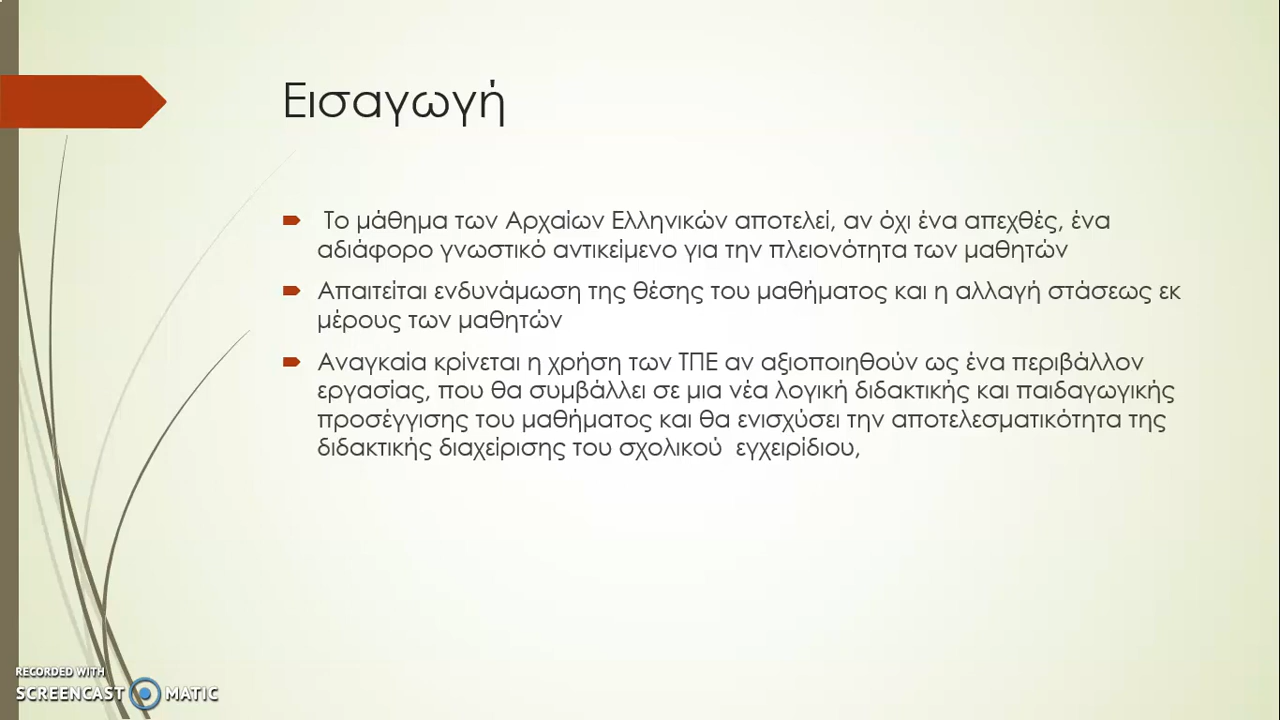 Εισαγωγή
Το μάθημα των Αρχαίων Ελληνικών αποτελεί, αν όχι ένα απεχθές, ένα
αδιάφορο γνωστικό αντικείμενο για την πλειονότητα των μαθητών
Απαιτείται ενδυνάμωση της θέσης του μαθήματος και η αλλαγή στάσεως εκ
μέρους των μαθητών
Αναγκαία κρίνεται η χρήση των ΤΠΕ αν αξιοποιηθούν ως ένα περιβάλλον
εργασίας, που θα συμβάλλει σε μια νέα λογική διδακτικής και παιδαγωγικής
προσέγγισης του μαθήματος και θα ενισχύσει την αποτελεσματικότητα της
διδακτικής διαχείρισης του σχολικού  εγχειρίδιου,
RECORDED WITH
SCREENCAST MATIC